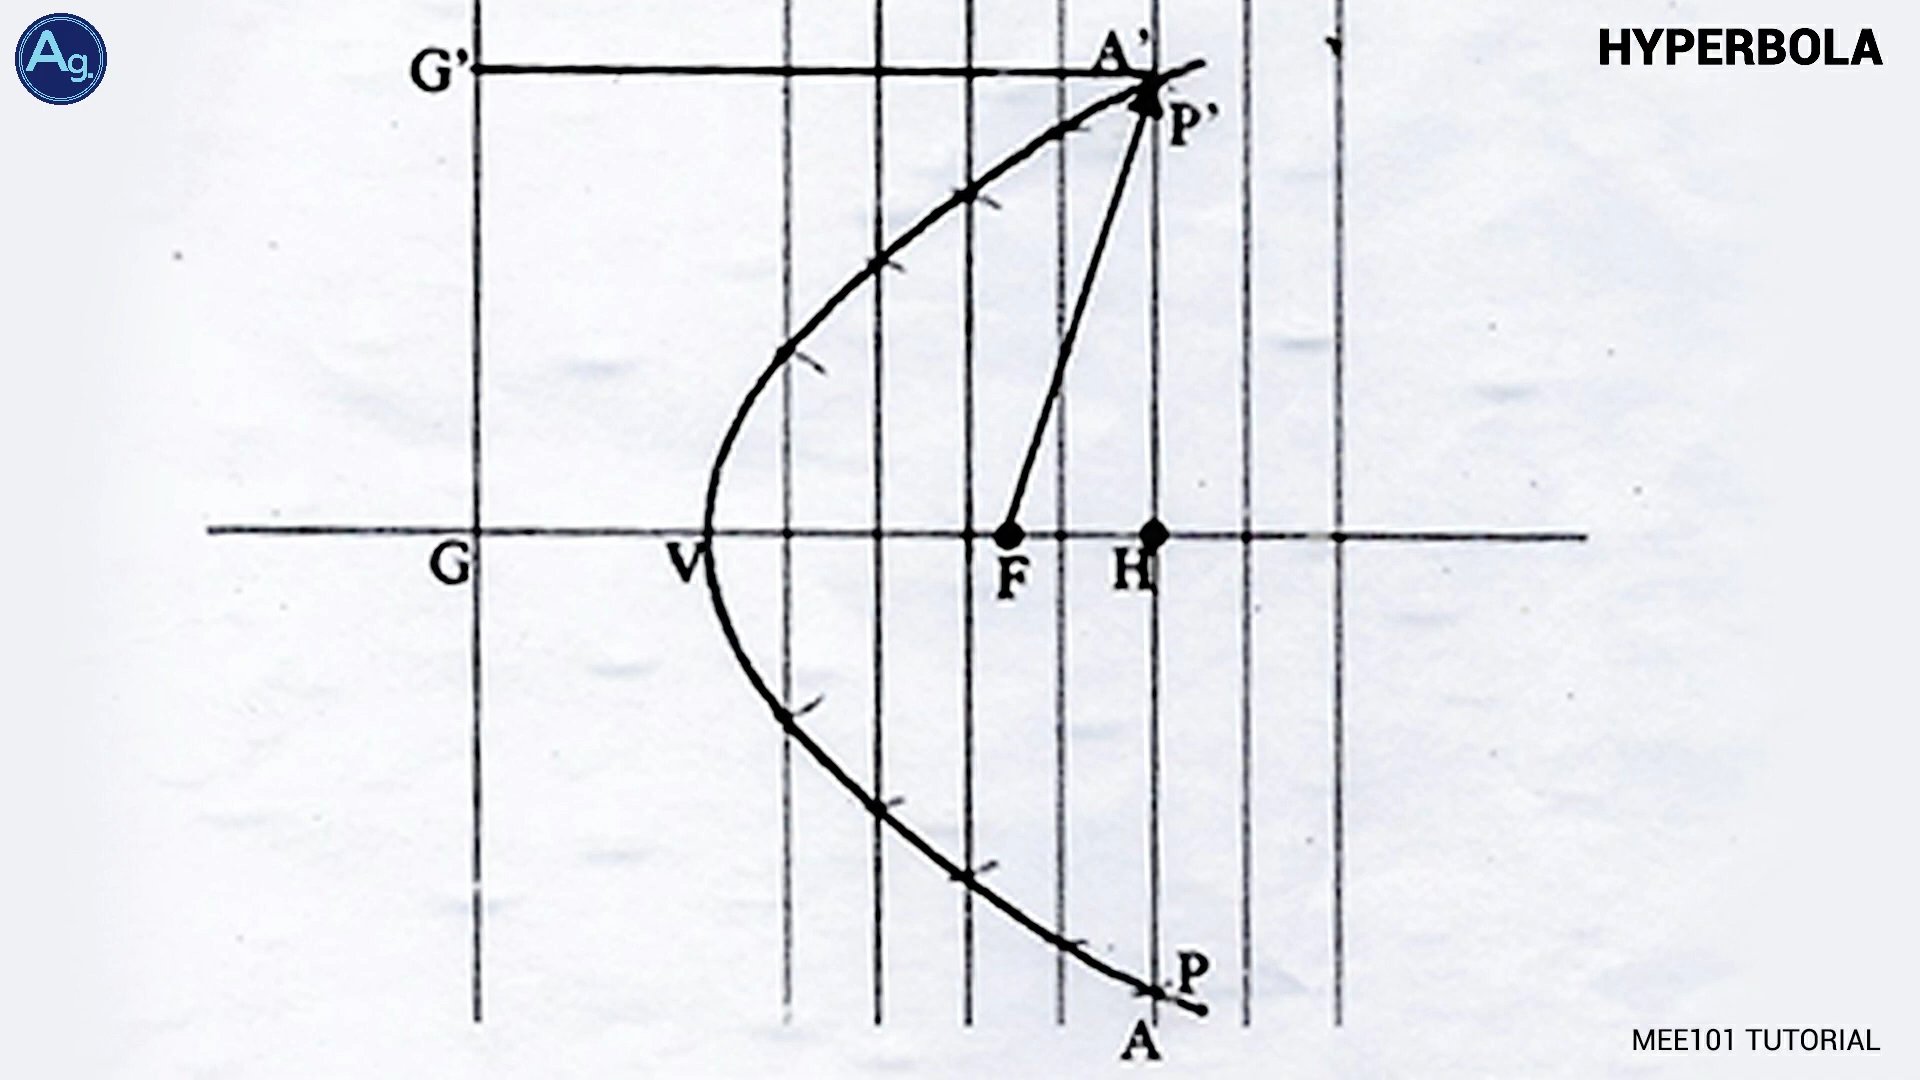 Ag.
HYPERBOLA
G'
A'
P'
G
V
F
H
P
A
MEE101 TUTORIAL